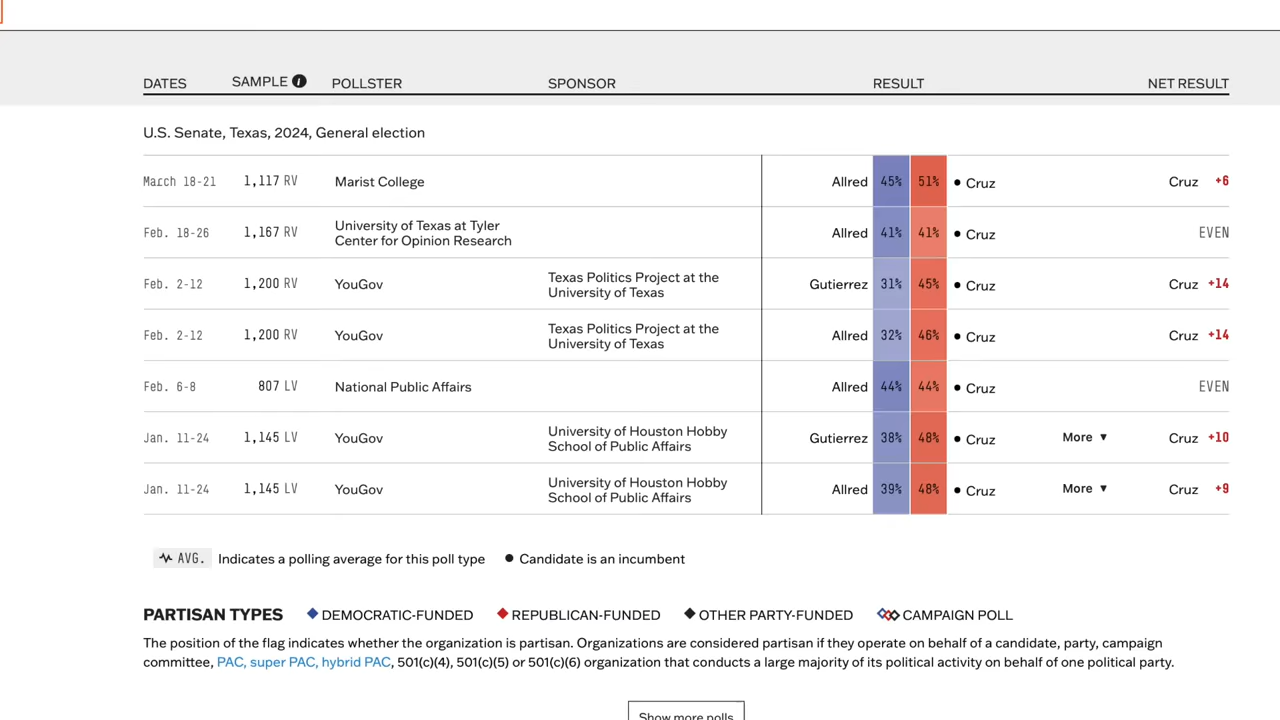 DATES SAMPLE i POLLSTER SPONSOR RESULT NET RESULT
U.S. Senate, Texas, 2024, General election
March 18-21 1,117 RV Marist College Allred 45% 51% ● Cruz Cruz +6
Feb. 18-26 1,167 RV University of Texas at Tyler Allred 41% 41% ● Cruz EVEN
Center for Opinion Research
Feb. 2-12 1,200 RV YouGov Texas Politics Project at the Gutierrez 31% 45% ● Cruz Cruz +14
University of Texas
Feb. 2-12 1,200 RV YouGov Texas Politics Project at the Allred 32% 46% ● Cruz Cruz +14
University of Texas
Feb. 6-8 807 LV National Public Affairs Allred 44% 44% ● Cruz EVEN
Jan. 11-24 1,145 LV YouGov University of Houston Hobby Gutierrez 38% 48% ● Cruz More ▼ Cruz +10
School of Public Affairs
Jan. 11-24 1,145 LV YouGov University of Houston Hobby Allred 39% 48% ● Cruz More ▼ Cruz +9
School of Public Affairs
AVG. Indicates a polling average for this poll type ● Candidate is an incumbent
PARTISAN TYPES ◆ DEMOCRATIC-FUNDED ◆ REPUBLICAN-FUNDED ◆ OTHER PARTY-FUNDED CAMPAIGN POLL
The position of the flag indicates whether the organization is partisan. Organizations are considered partisan if they operate on behalf of a candidate, party, campaign
committee, PAC, super PAC, hybrid PAC, 501(c)(4), 501(c)(5) or 501(c)(6) organization that conducts a large majority of its political activity on behalf of one political party.
Show more polls